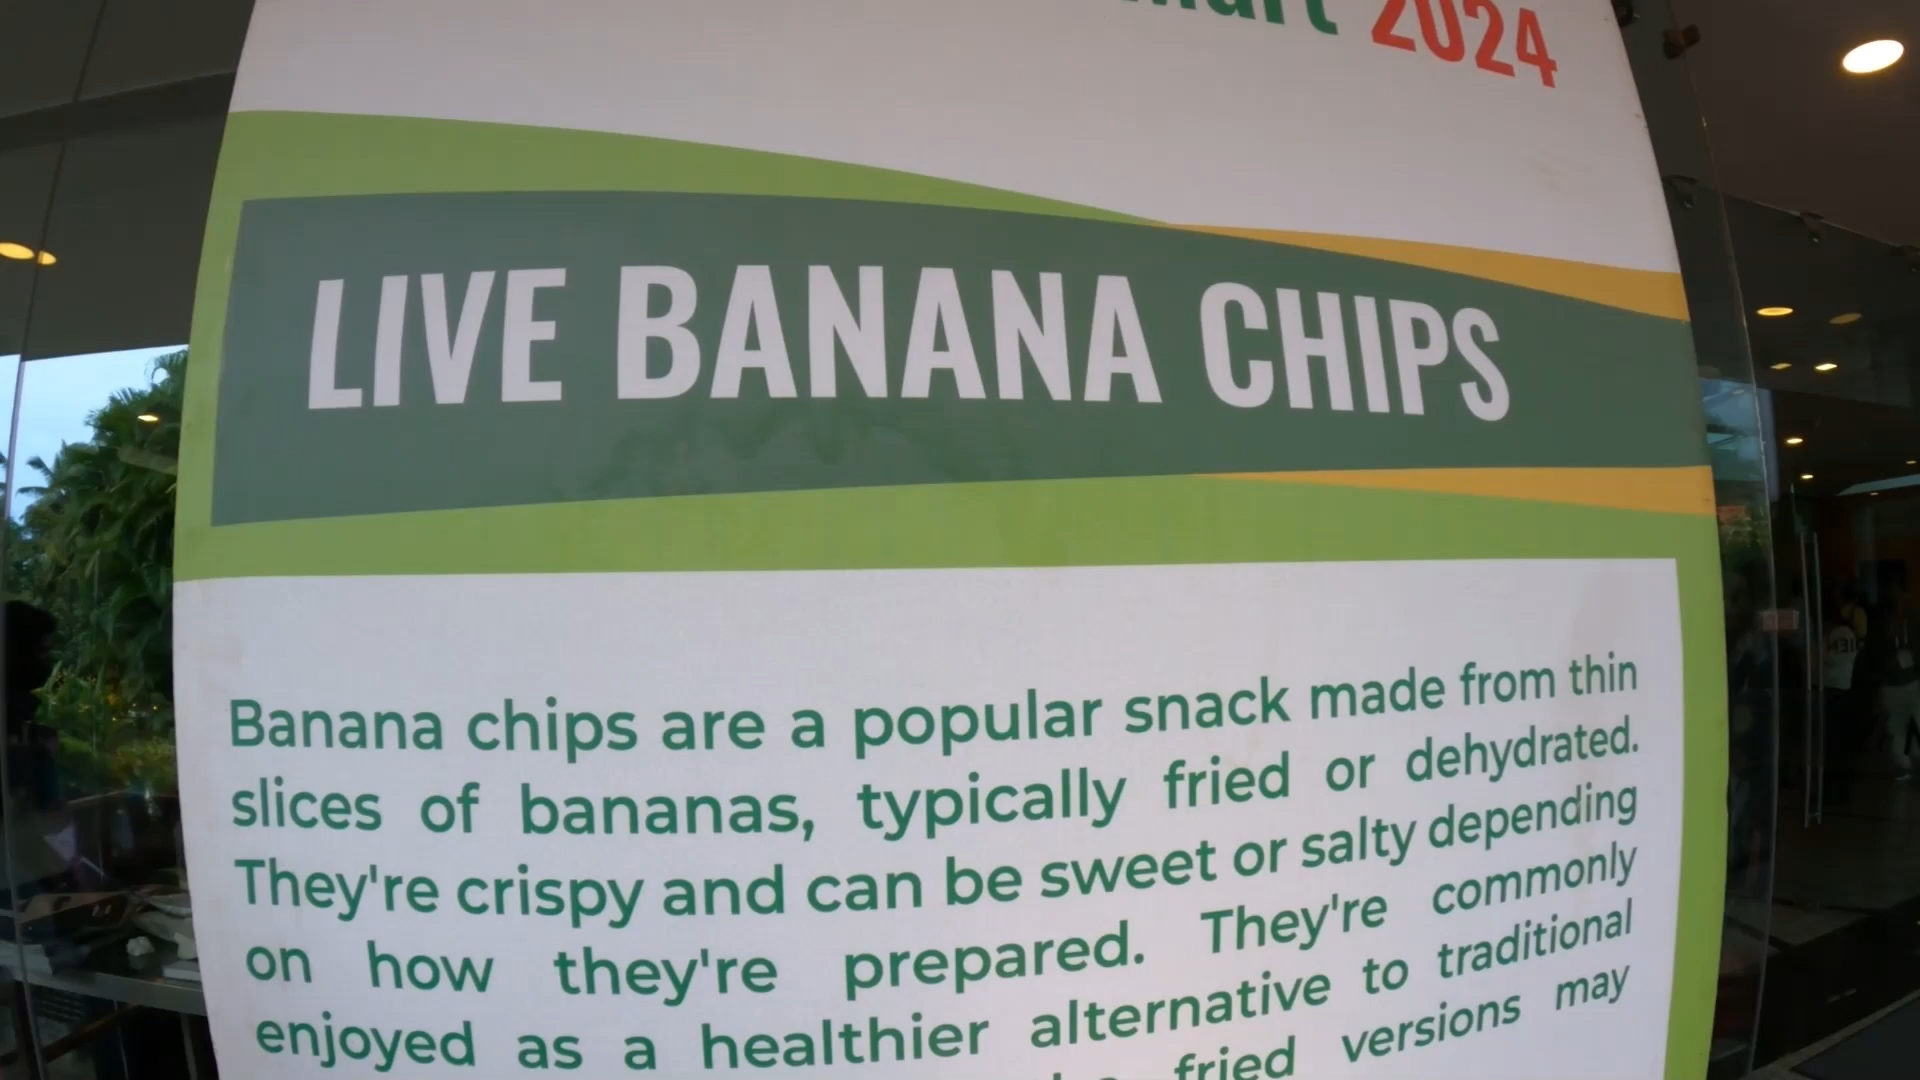 2024
LIVE BANANA CHIPS
Banana chips are a popular snack made from thin
slices of bananas, typically fried or dehydrated.
They're crispy and can be sweet or salty depending
on how they're prepared. They're commonly
enjoyed as a healthier alternative to traditional
fried versions may